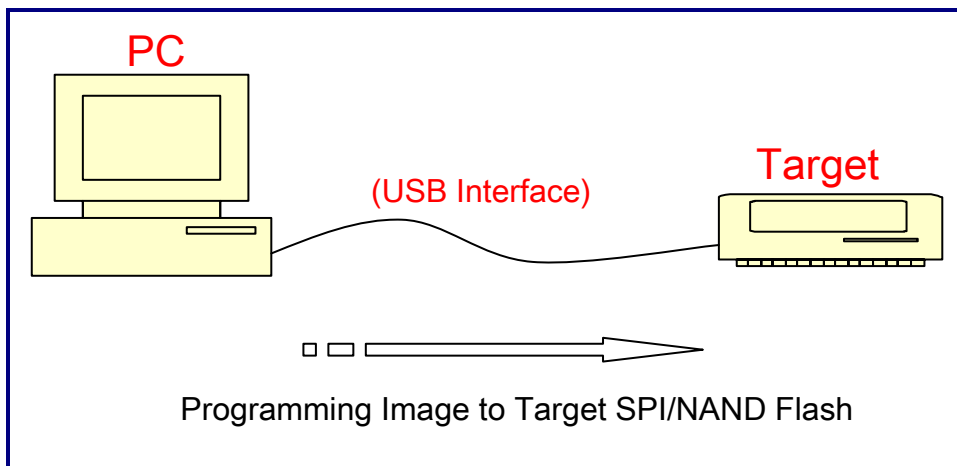 PC
Target
(USB Interface)
Programming Image to Target SPI/NAND Flash